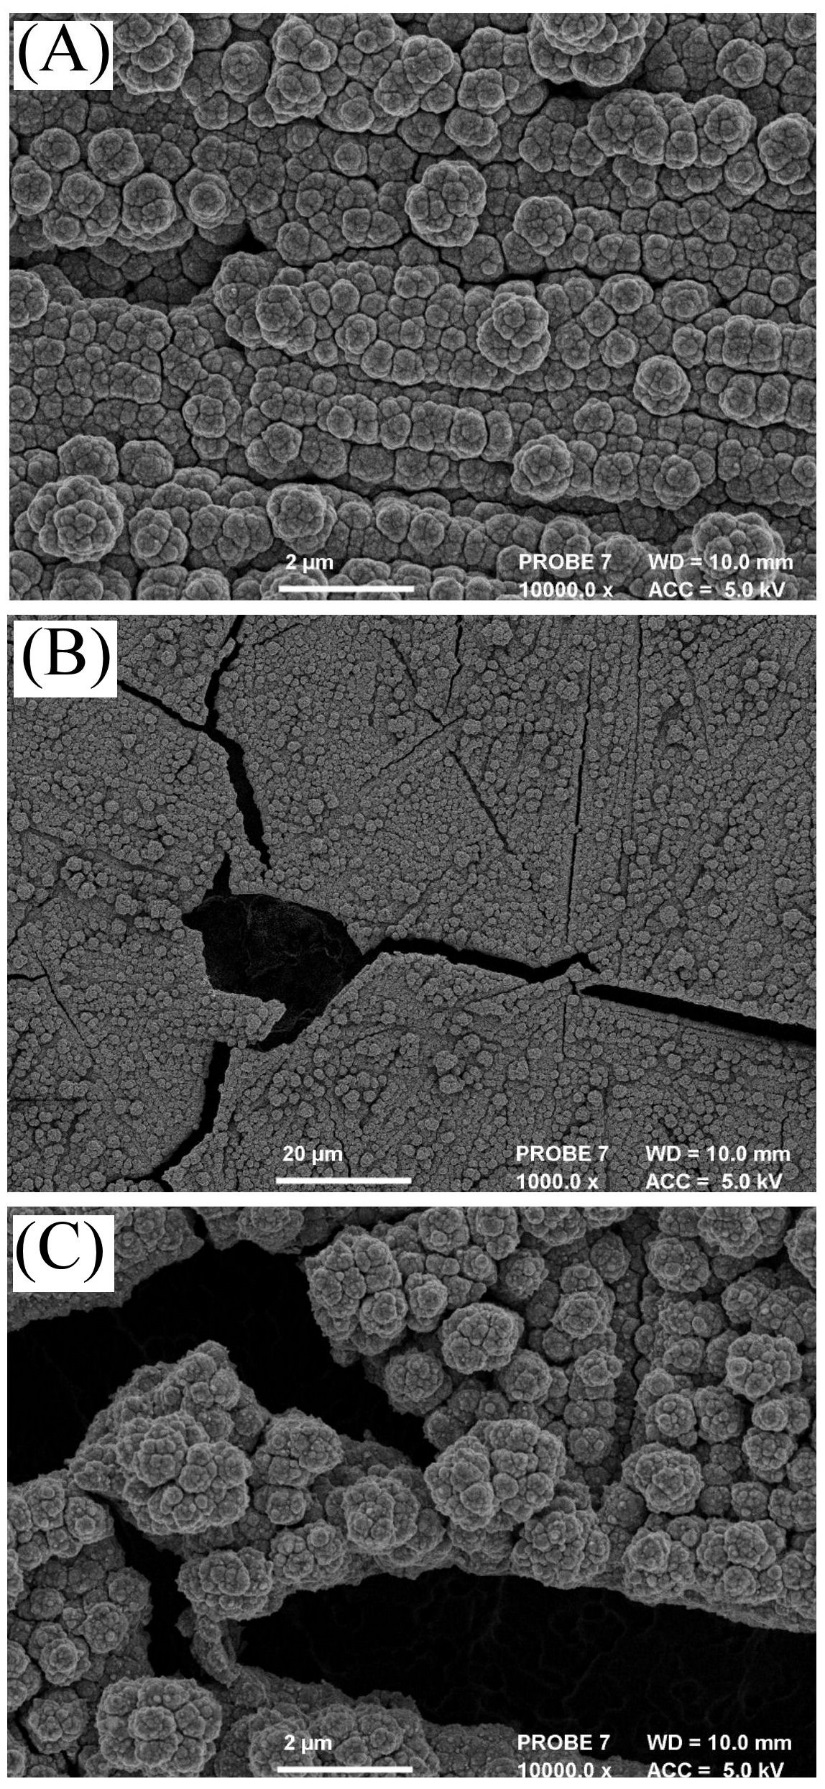 (A)
2 µm PROBE 7 WD = 10.0 mm
10000.0 x ACC = 5.0 kV
(B)
20 µm PROBE 7 WD = 10.0 mm
1000.0 x ACC = 5.0 kV
(C)
2 µm PROBE 7 WD = 10.0 mm
10000.0 x ACC = 5.0 kV